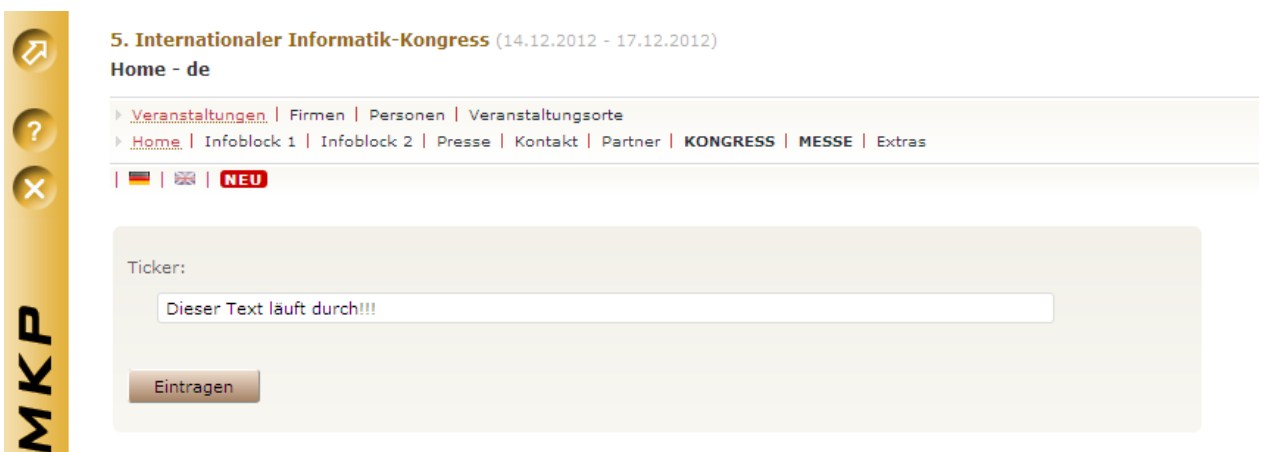 5. Internationaler Informatik-Kongress (14.12.2012 - 17.12.2012)
Home - de
Veranstaltungen | Firmen | Personen | Veranstaltungsorte
Home | Infoblock 1 | Infoblock 2 | Presse | Kontakt | Partner | KONGRESS | MESSE | Extras
| | | NEU
Ticker:
Dieser Text läuft durch!!!
Eintragen
?
MKP